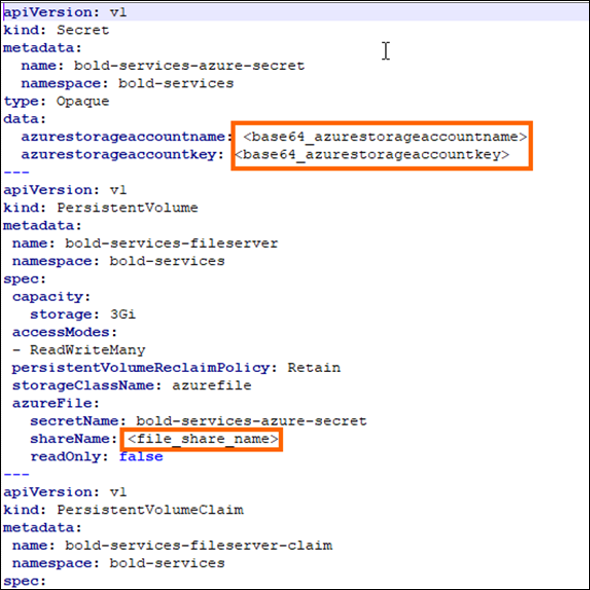 apiVersion: v1
kind: Secret
metadata:
  name: bold-services-azure-secret
  namespace: bold-services
type: Opaque
data:
  azurestorageaccountname: <base64_azurestorageaccountname>
  azurestorageaccountkey: <base64_azurestorageaccountkey>
---
apiVersion: v1
kind: PersistentVolume
metadata:
 name: bold-services-fileserver
 namespace: bold-services
spec:
 capacity:
   storage: 3Gi
 accessModes:
 - ReadWriteMany
 persistentVolumeReclaimPolicy: Retain
 storageClassName: azurefile
 azureFile:
   secretName: bold-services-azure-secret
   shareName: <file_share_name>
   readOnly: false
---
apiVersion: v1
kind: PersistentVolumeClaim
metadata:
 name: bold-services-fileserver-claim
 namespace: bold-services
spec: